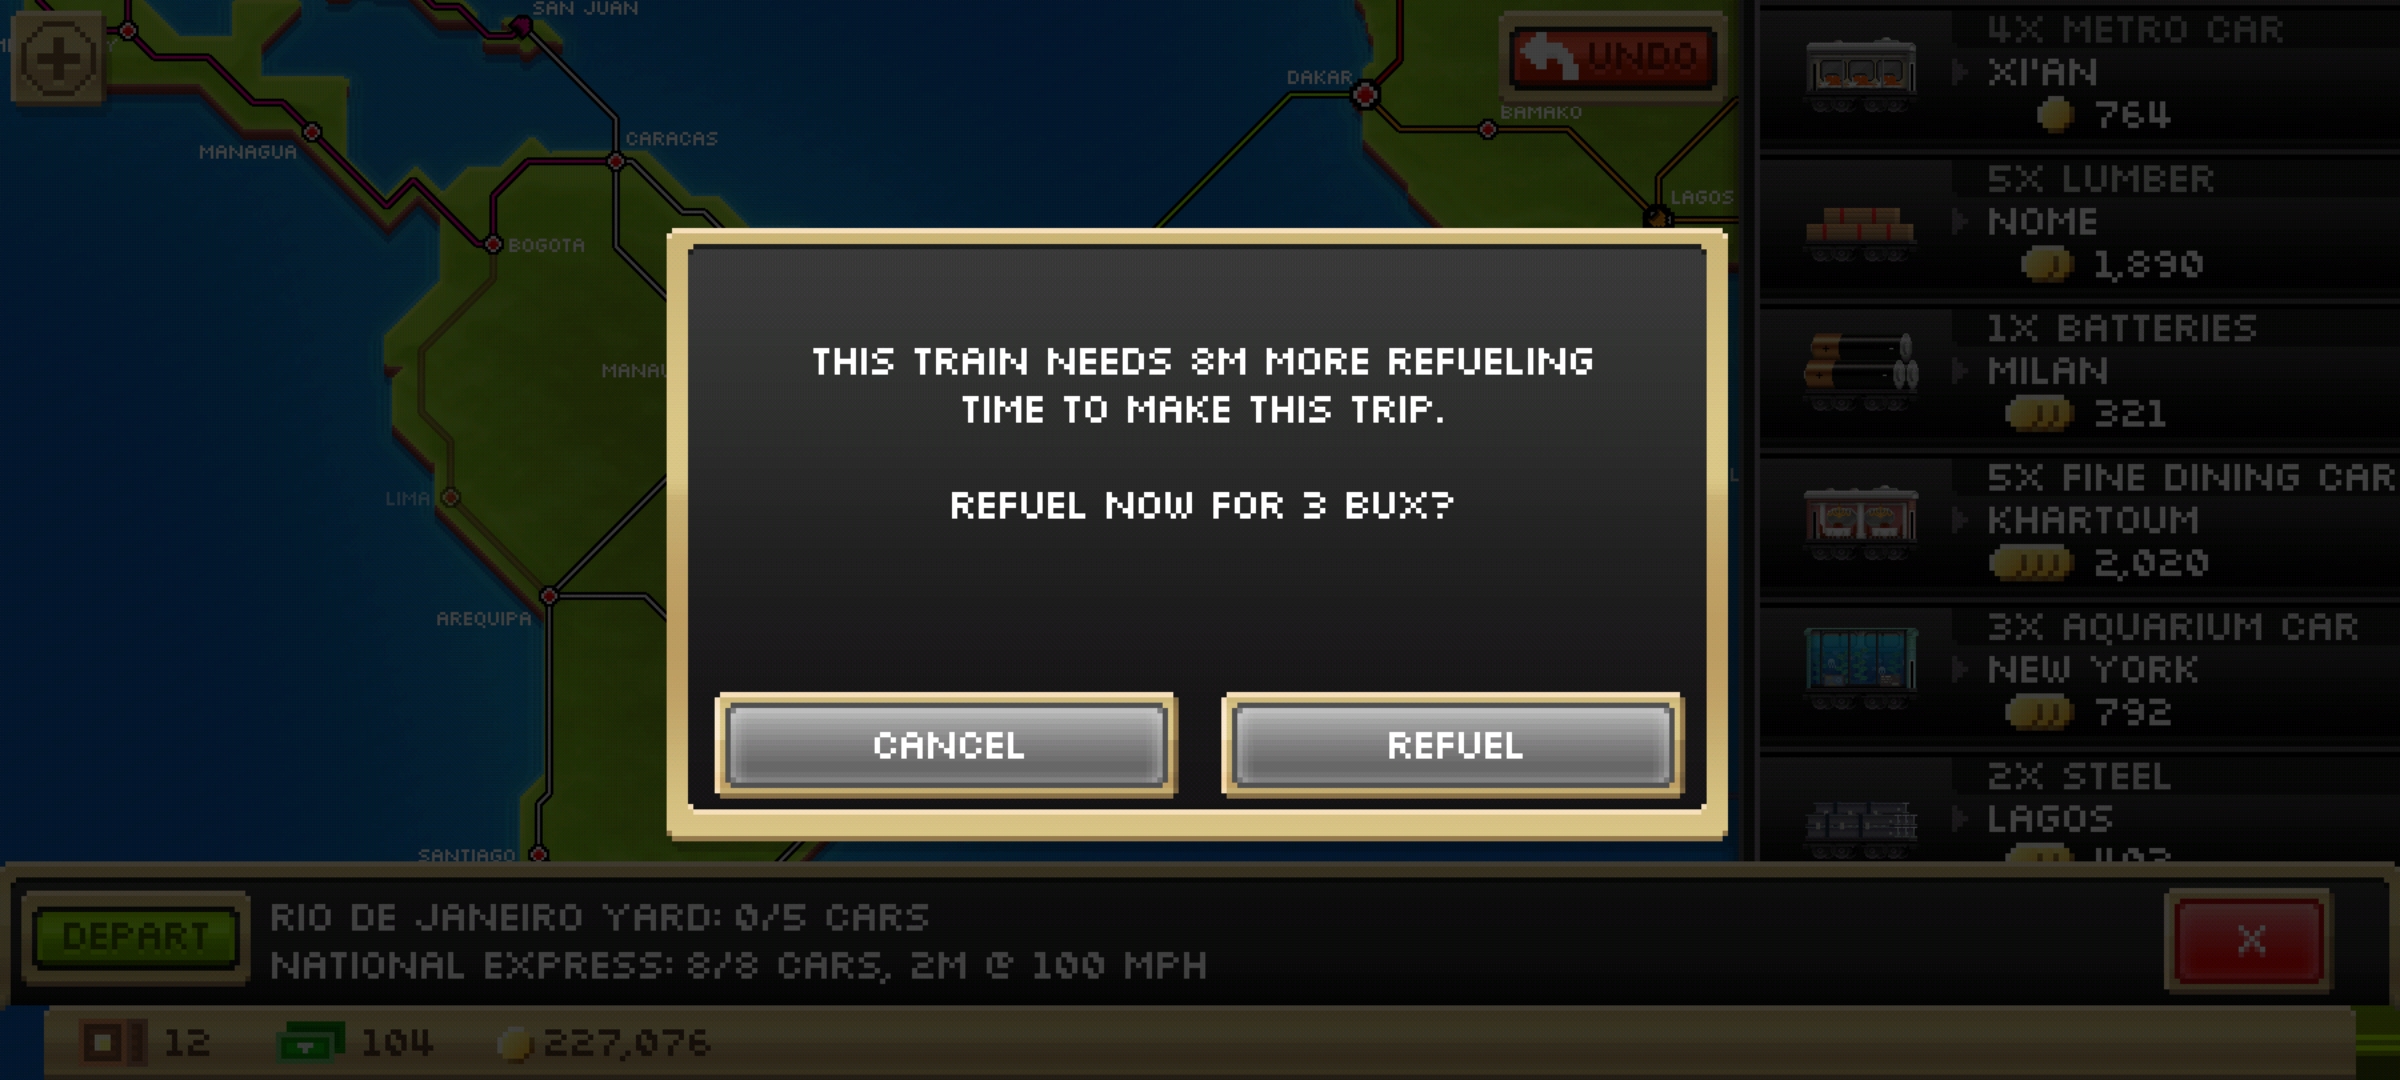 SAN JUAN
DAKAR
UNDO
BAMAKO
CARACAS
MANAGUA
LAGOS
BOGOTA
LIMA
AREQUIPA
SANTIAGO
4X METRO CAR
XI'AN
764
5X LUMBER
NOME
1,890
1X BATTERIES
MILAN
321
5X FINE DINING CAR
KHARTOUM
2,020
3X AQUARIUM CAR
NEW YORK
792
2X STEEL
LAGOS
THIS TRAIN NEEDS 8M MORE REFUELING
TIME TO MAKE THIS TRIP.
REFUEL NOW FOR 3 BUX?
CANCEL
REFUEL
DEPART
RIO DE JANEIRO YARD: 0/5 CARS
NATIONAL EXPRESS: 8/8 CARS, 2M @ 100 MPH
X
12
104
227,076